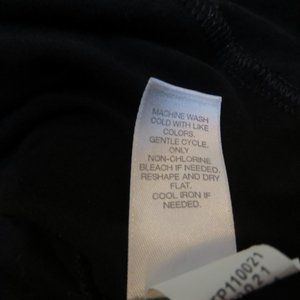 MACHINE WASH
COLD WITH LIKE
COLORS.
GENTLE CYCLE.
ONLY
NON-CHLORINE
BLEACH IF NEEDED.
RESHAPE AND DRY
FLAT.
COOL IRON IF
NEEDED.